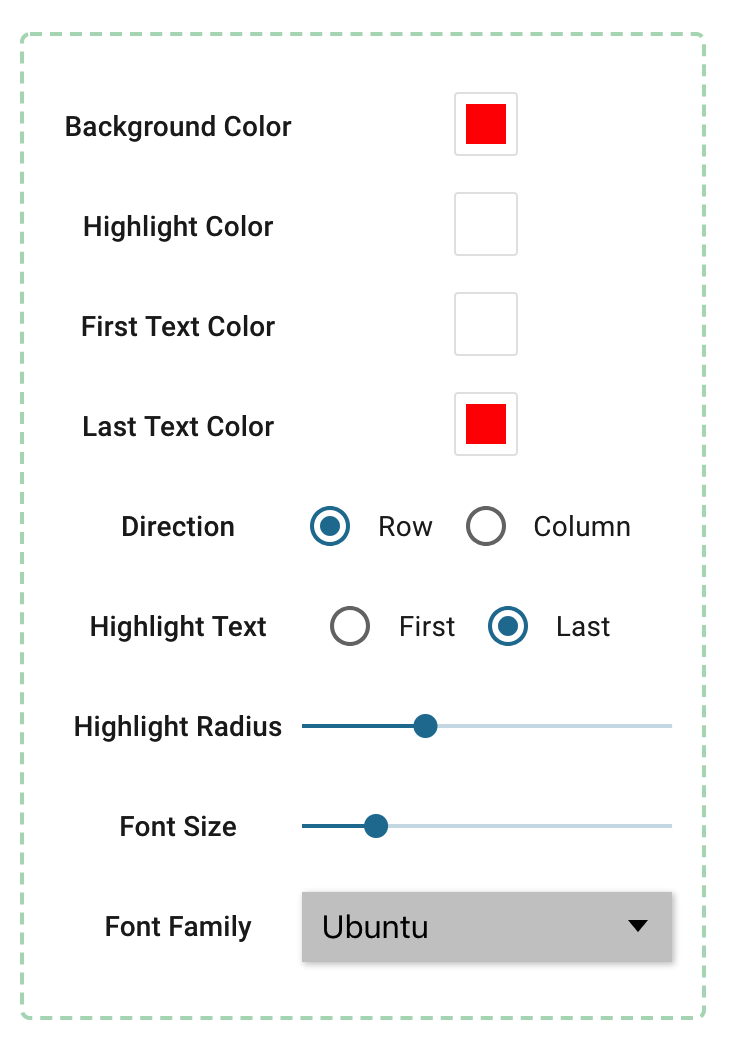 Background Color
Highlight Color
First Text Color
Last Text Color
Direction Row Column
Highlight Text First Last
Highlight Radius
Font Size
Font Family Ubuntu